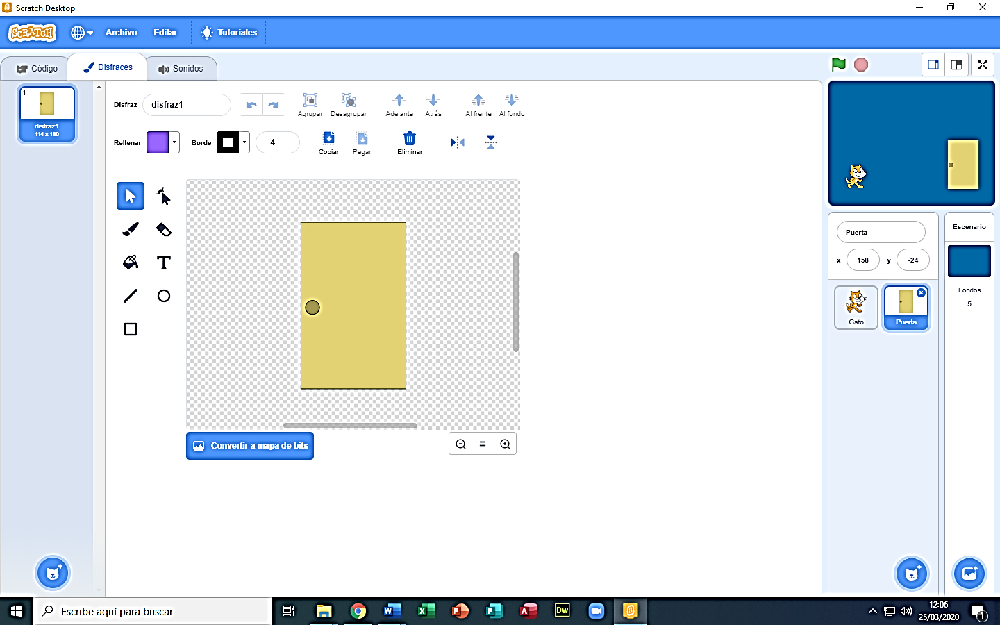 Scratch Desktop
SCRATCH
Archivo
Editar
Tutoriales
Código
Disfraces
Sonidos
1
disfraz1
114 x 180
Disfraz
disfraz1
Agrupar
Desagrupar
Adelante
Atrás
Al frente
Al fondo
Rellenar
Borde
4
Copiar
Pegar
Eliminar
T
Convertir a mapa de bits
=
Puerta
x 158 y -24
Gato
Puerta
Escenario
Fondos
5
Escribe aquí para buscar
W
X
P
P
A
Dw
12:06
25/03/2020
1